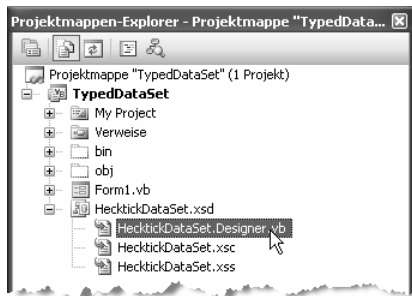 Projektmappen-Explorer - Projektmappe "TypedData...
Projektmappe "TypedDataSet" (1 Projekt)
TypedDataSet
My Project
Verweise
bin
obj
Form1.vb
HecktickDataSet.xsd
HecktickDataSet.Designer.vb
HecktickDataSet.xsc
HecktickDataSet.xss